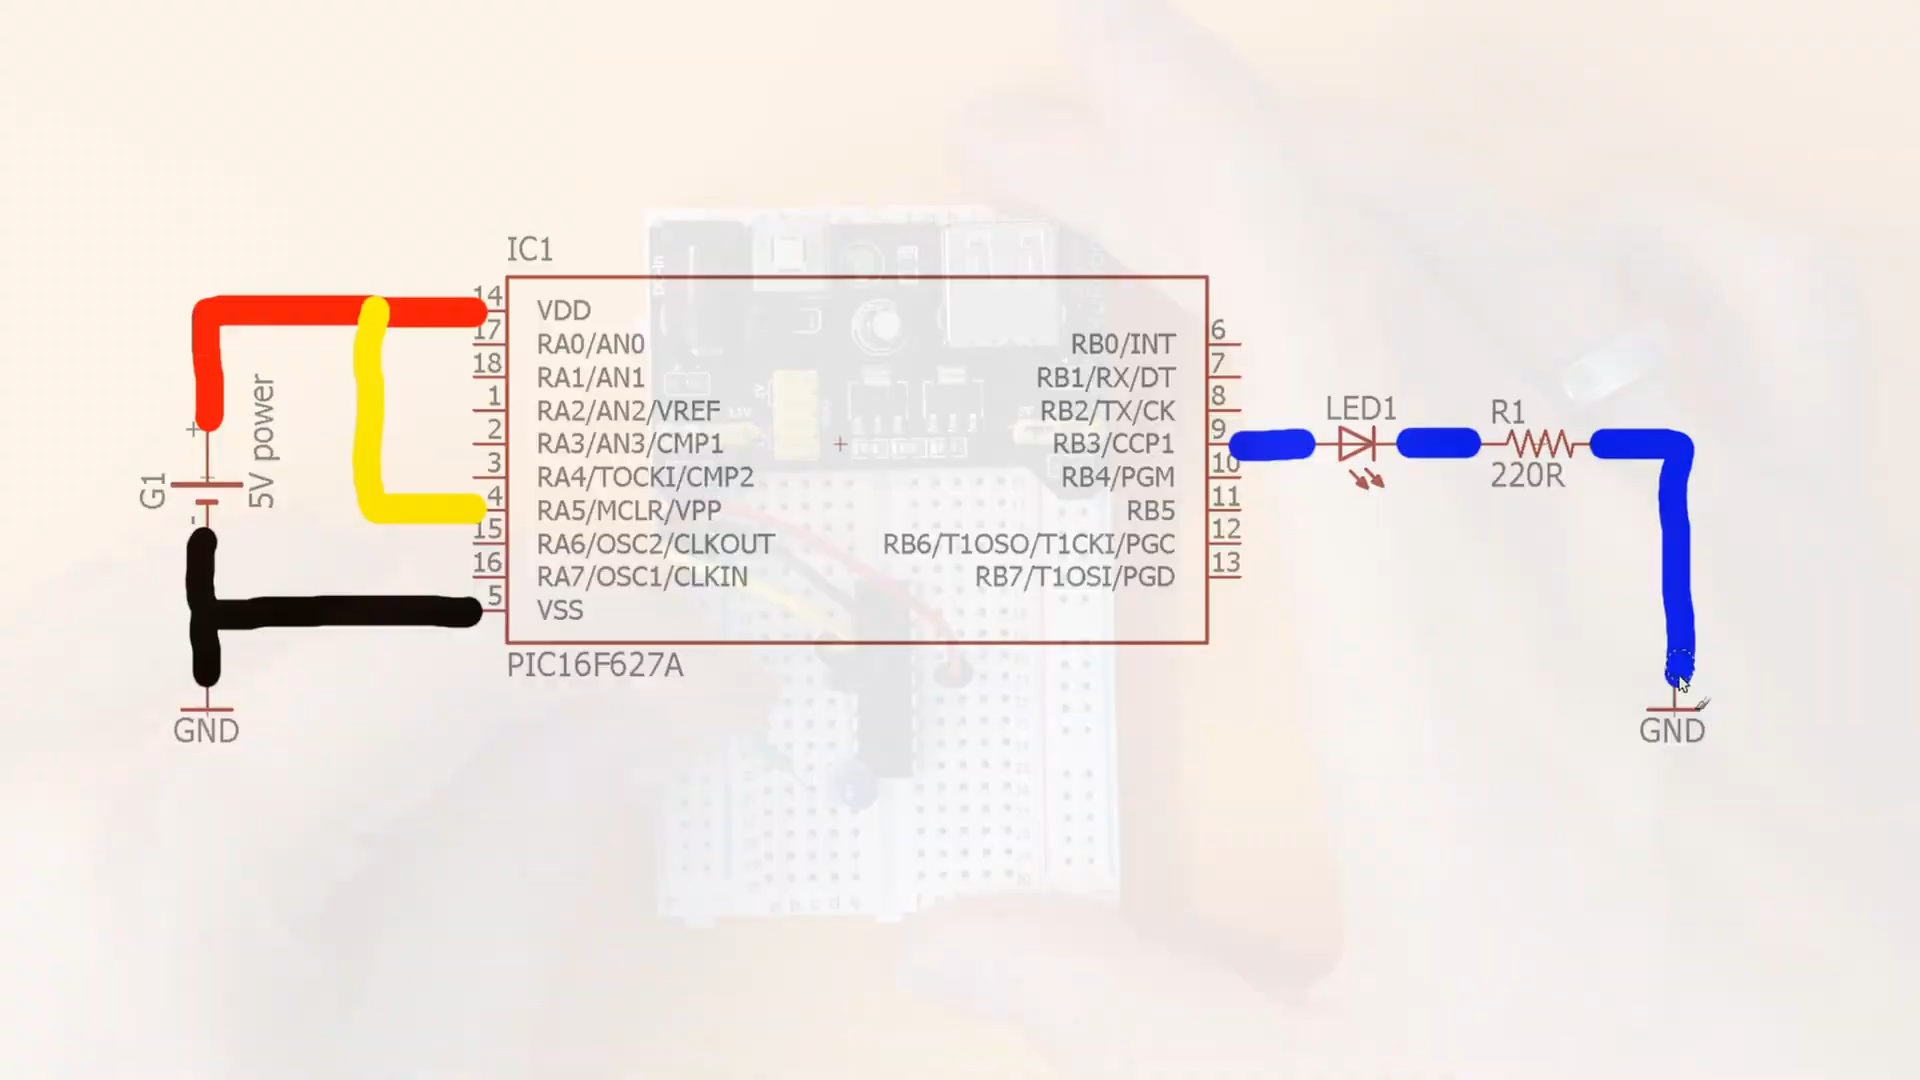 IC1
14
VDD
17
RA0/AN0
18
RA1/AN1
1
RA2/AN2/VREF
2
RA3/AN3/CMP1
3
RA4/TOCKI/CMP2
4
RA5/MCLR/VPP
15
RA6/OSC2/CLKOUT
16
RA7/OSC1/CLKIN
5
VSS
6
RB0/INT
7
RB1/RX/DT
8
RB2/TX/CK
9
RB3/CCP1
10
RB4/PGM
11
RB5
12
RB6/T1OSO/T1CKI/PGC
13
RB7/T1OSI/PGD
PIC16F627A
+
G1
5V power
-
GND
LED1
R1
220R
GND